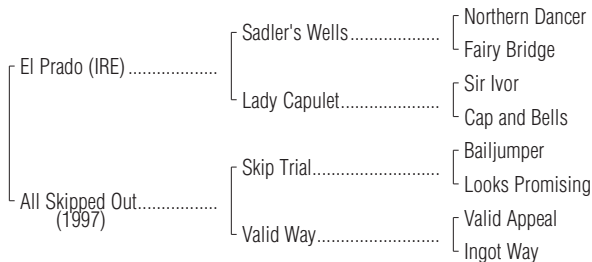 Northern Dancer
Sadler's Wells....................
Fairy Bridge
El Prado (IRE) ...................
Sir Ivor
Lady Capulet......................
Cap and Bells
Bailjumper
Skip Trial...........................
Looks Promising
All Skipped Out.................
(1997)
Valid Appeal
Valid Way..........................
Ingot Way